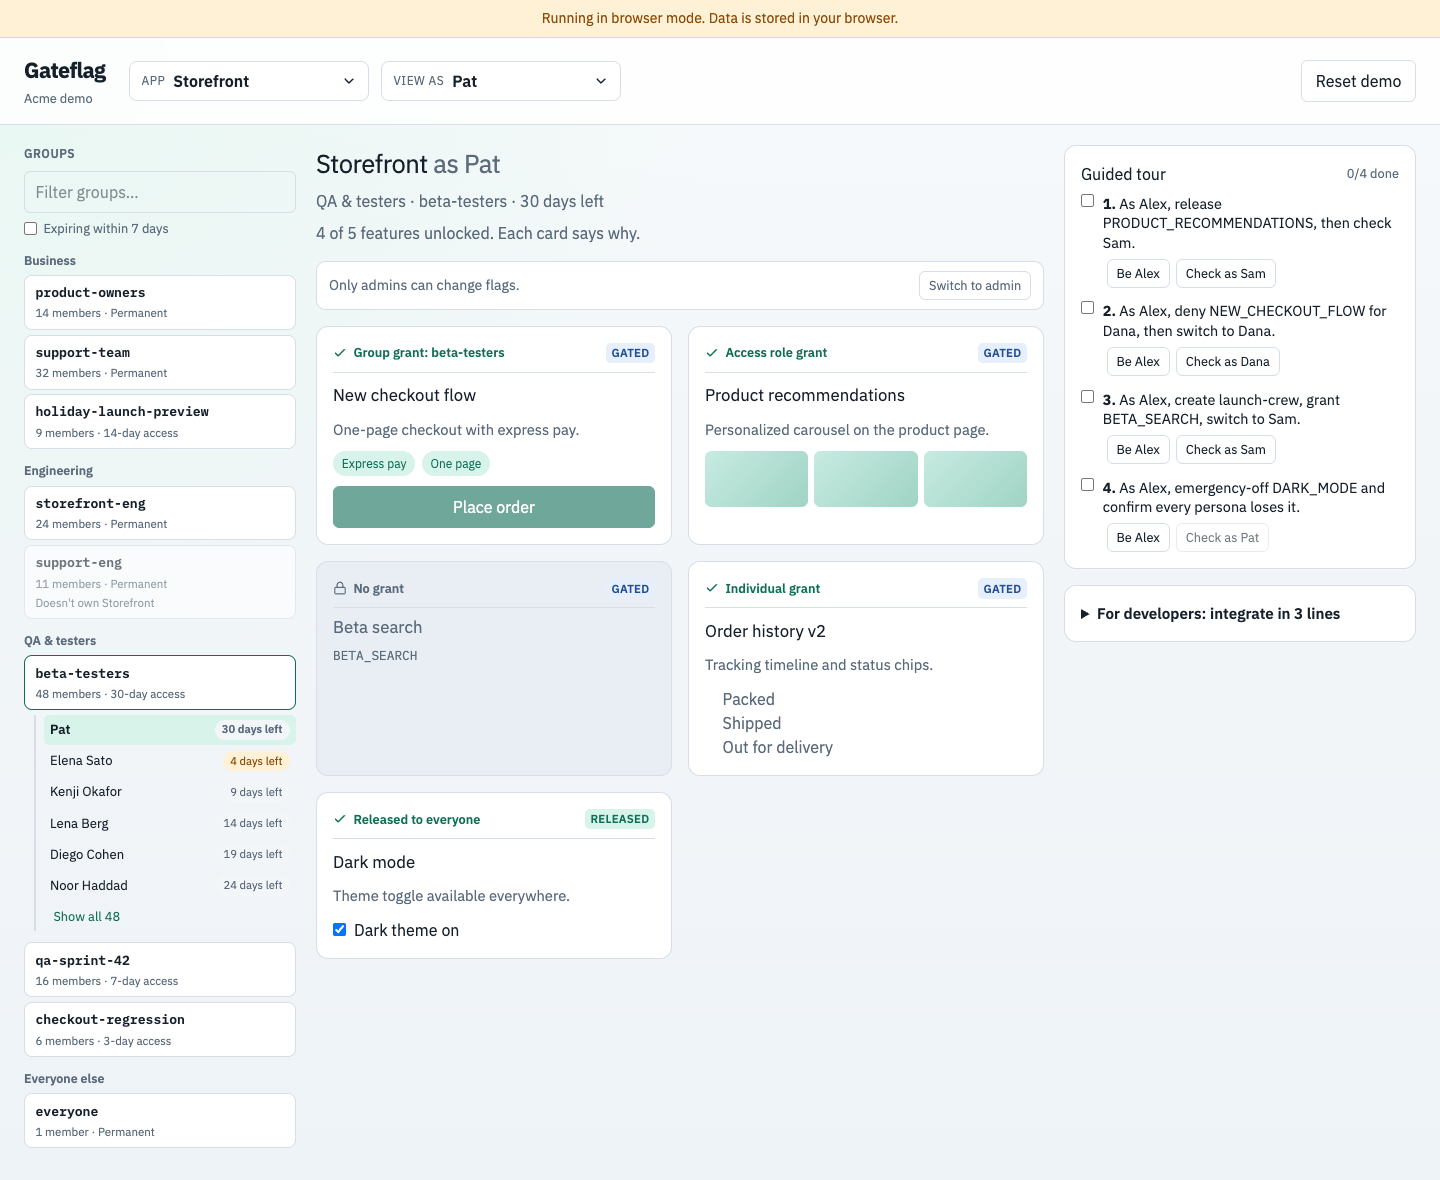 Running in browser mode. Data is stored in your browser.
Gateflag
Acme demo
APP Storefront
VIEW AS Pat
Reset demo
GROUPS
Filter groups...
Expiring within 7 days
Business
product-owners
14 members · Permanent
support-team
32 members · Permanent
holiday-launch-preview
9 members · 14-day access
Engineering
storefront-eng
24 members · Permanent
support-eng
11 members · Permanent
Doesn't own Storefront
QA & testers
beta-testers
48 members · 30-day access
Pat 30 days left
Elena Sato 4 days left
Kenji Okafor 9 days left
Lena Berg 14 days left
Diego Cohen 19 days left
Noor Haddad 24 days left
Show all 48
qa-sprint-42
16 members · 7-day access
checkout-regression
6 members · 3-day access
Everyone else
everyone
1 member · Permanent
Storefront as Pat
QA & testers · beta-testers · 30 days left
4 of 5 features unlocked. Each card says why.
Only admins can change flags.
Switch to admin
Group grant: beta-testers GATED
New checkout flow
One-page checkout with express pay.
Express pay One page
Place order
Access role grant GATED
Product recommendations
Personalized carousel on the product page.
No grant GATED
Beta search
BETA_SEARCH
Individual grant GATED
Order history v2
Tracking timeline and status chips.
Packed
Shipped
Out for delivery
Released to everyone RELEASED
Dark mode
Theme toggle available everywhere.
Dark theme on
Guided tour 0/4 done
1. As Alex, release
PRODUCT_RECOMMENDATIONS, then check
Sam.
Be Alex Check as Sam
2. As Alex, deny NEW_CHECKOUT_FLOW for
Dana, then switch to Dana.
Be Alex Check as Dana
3. As Alex, create launch-crew, grant
BETA_SEARCH, switch to Sam.
Be Alex Check as Sam
4. As Alex, emergency-off DARK_MODE and
confirm every persona loses it.
Be Alex Check as Pat
For developers: integrate in 3 lines